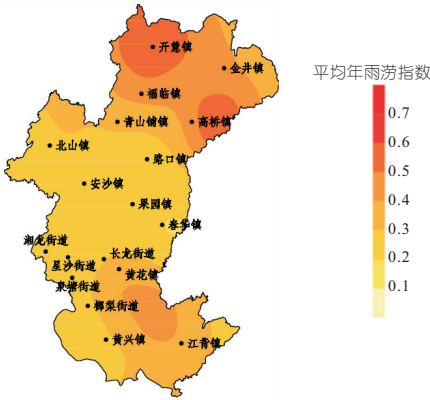 开慧镇
金井镇
福临镇
青山铺镇
高桥镇
北山镇
路口镇
安沙镇
果园镇
春华镇
湘龙街道
星沙街道
长龙街道
泉塘街道
黄花镇
㮾梨街道
黄兴镇
江背镇
平均年雨涝指数
0.7
0.6
0.5
0.4
0.3
0.2
0.1